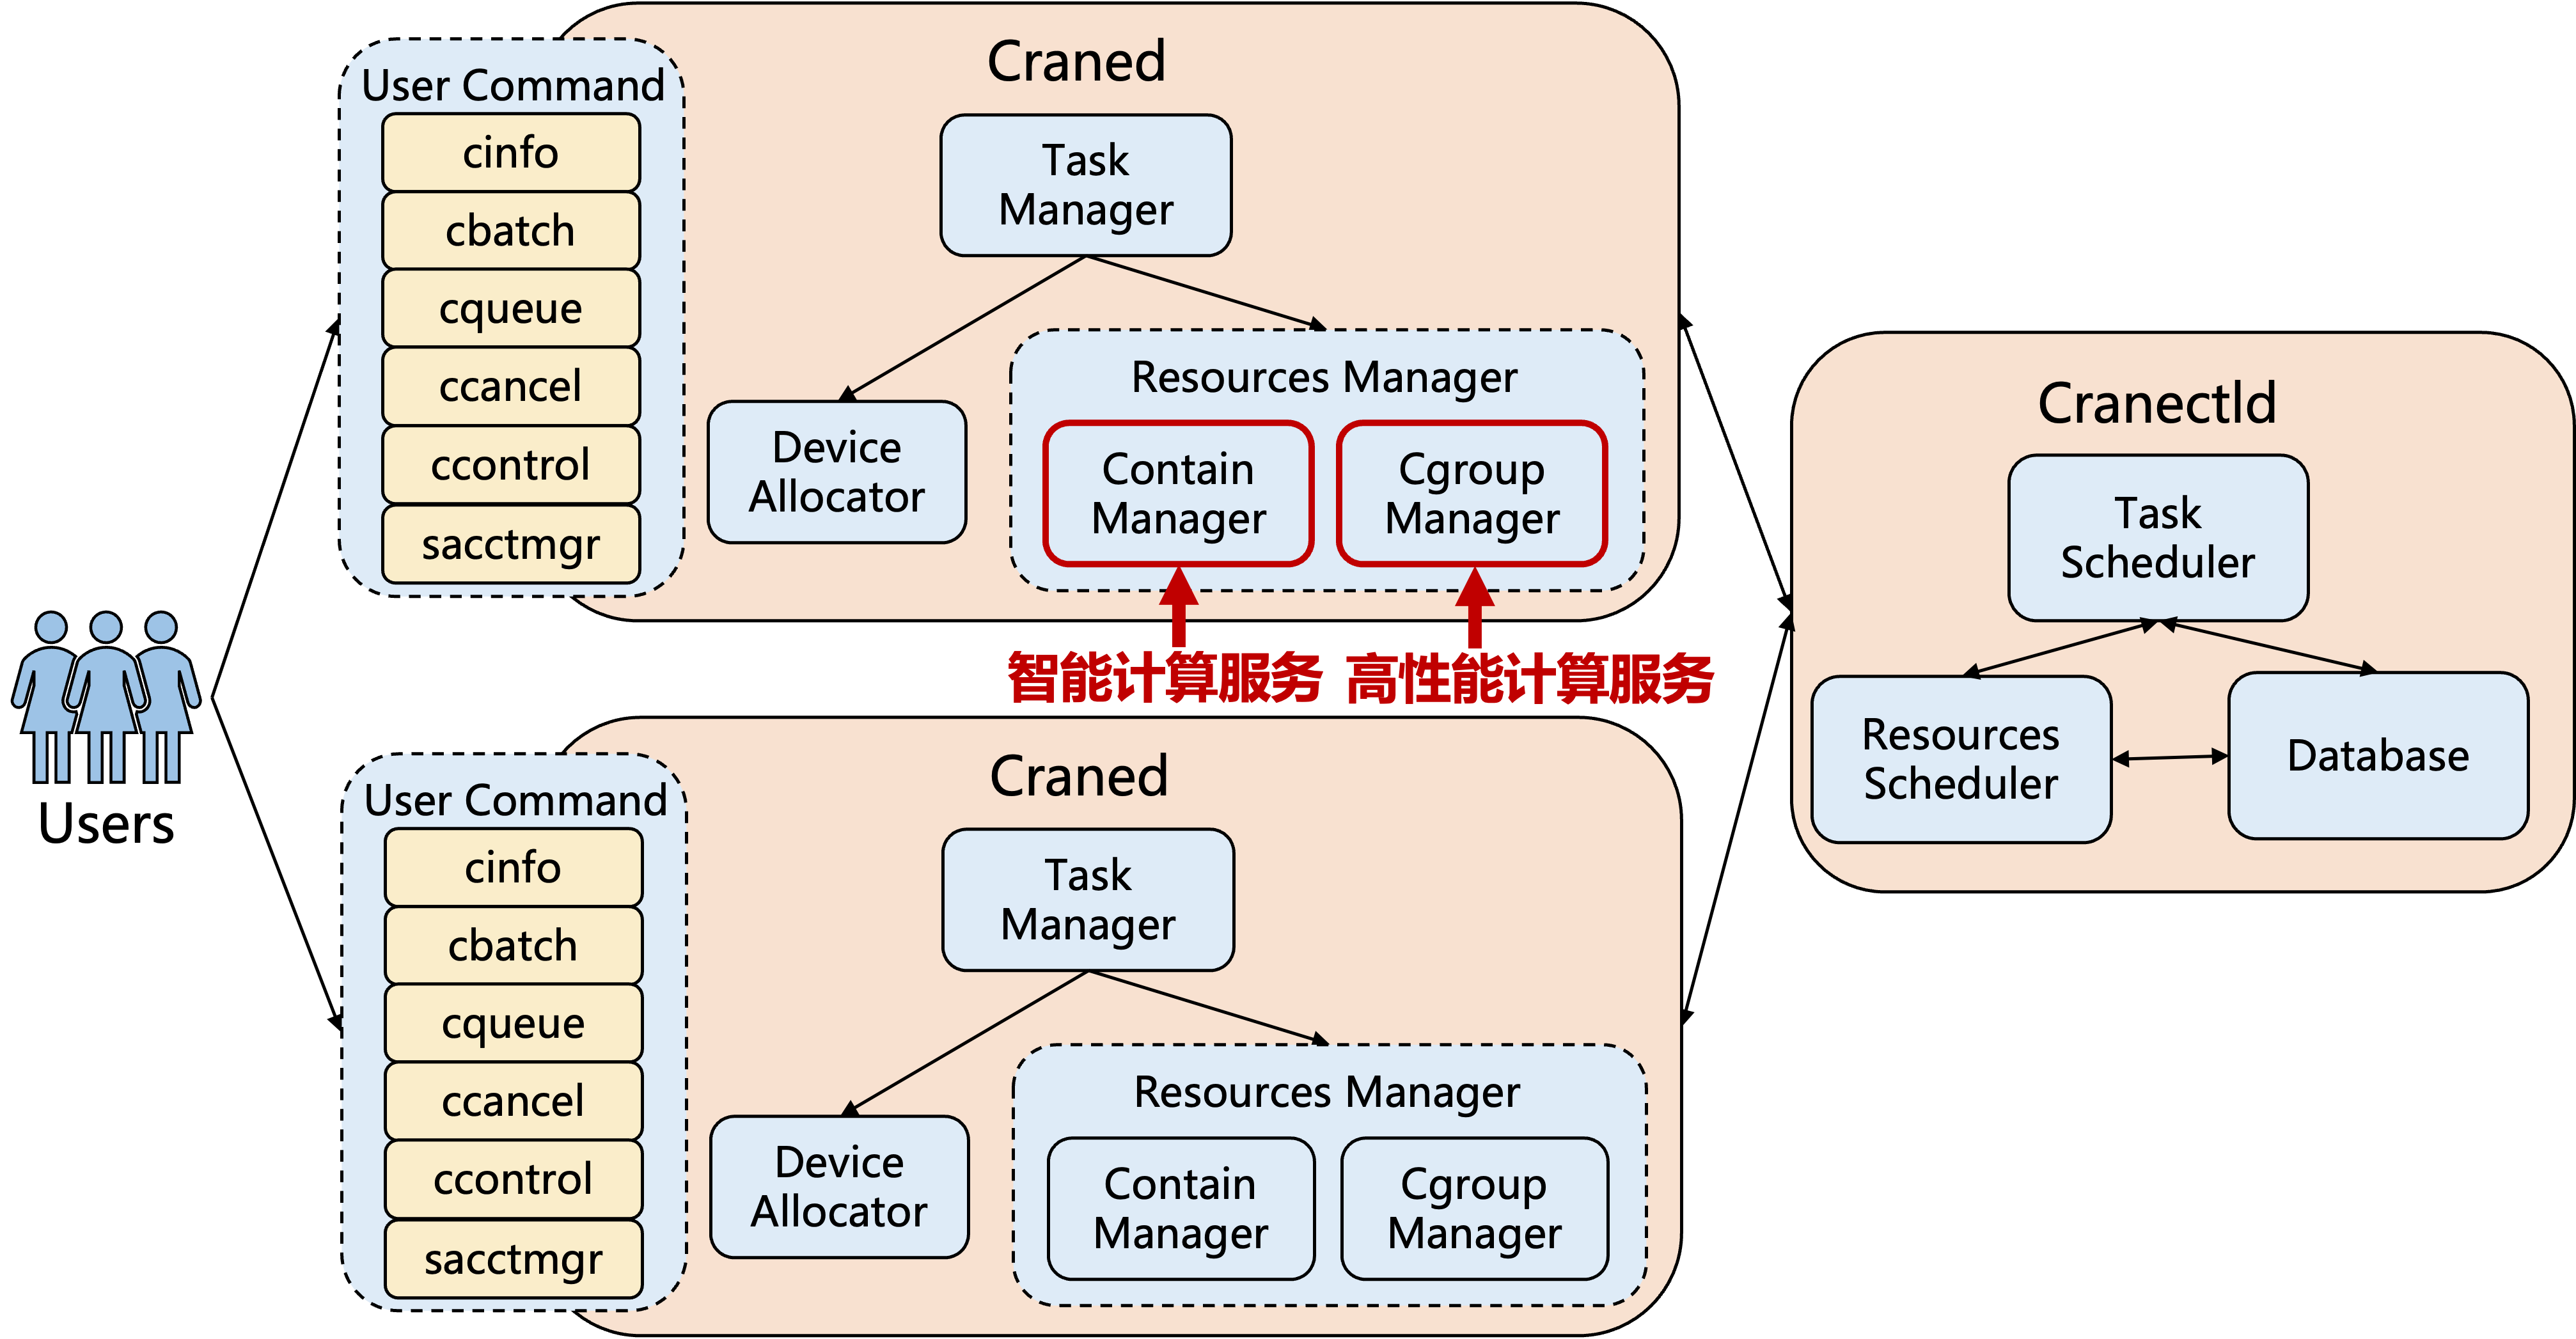 Craned
User Command
cinfo
cbatch
cqueue
ccancel
ccontrol
sacctmgr
Task
Manager
Device
Allocator
Resources Manager
Contain
Manager
Cgroup
Manager
智能计算服务
高性能计算服务
Users
Craned
User Command
cinfo
cbatch
cqueue
ccancel
ccontrol
sacctmgr
Task
Manager
Device
Allocator
Resources Manager
Contain
Manager
Cgroup
Manager
Cranectld
Task
Scheduler
Resources
Scheduler
Database